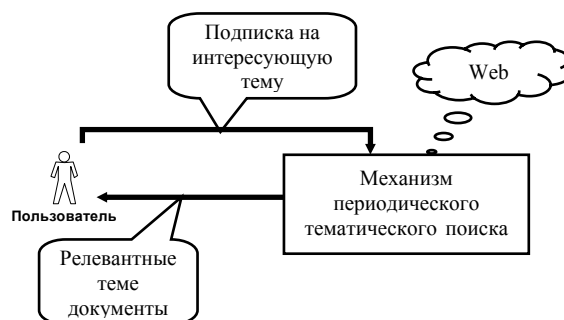 Подписка на
интересующую
тему
Web
Механизм
периодического
тематического поиска
Пользователь
Релевантные
теме
документы